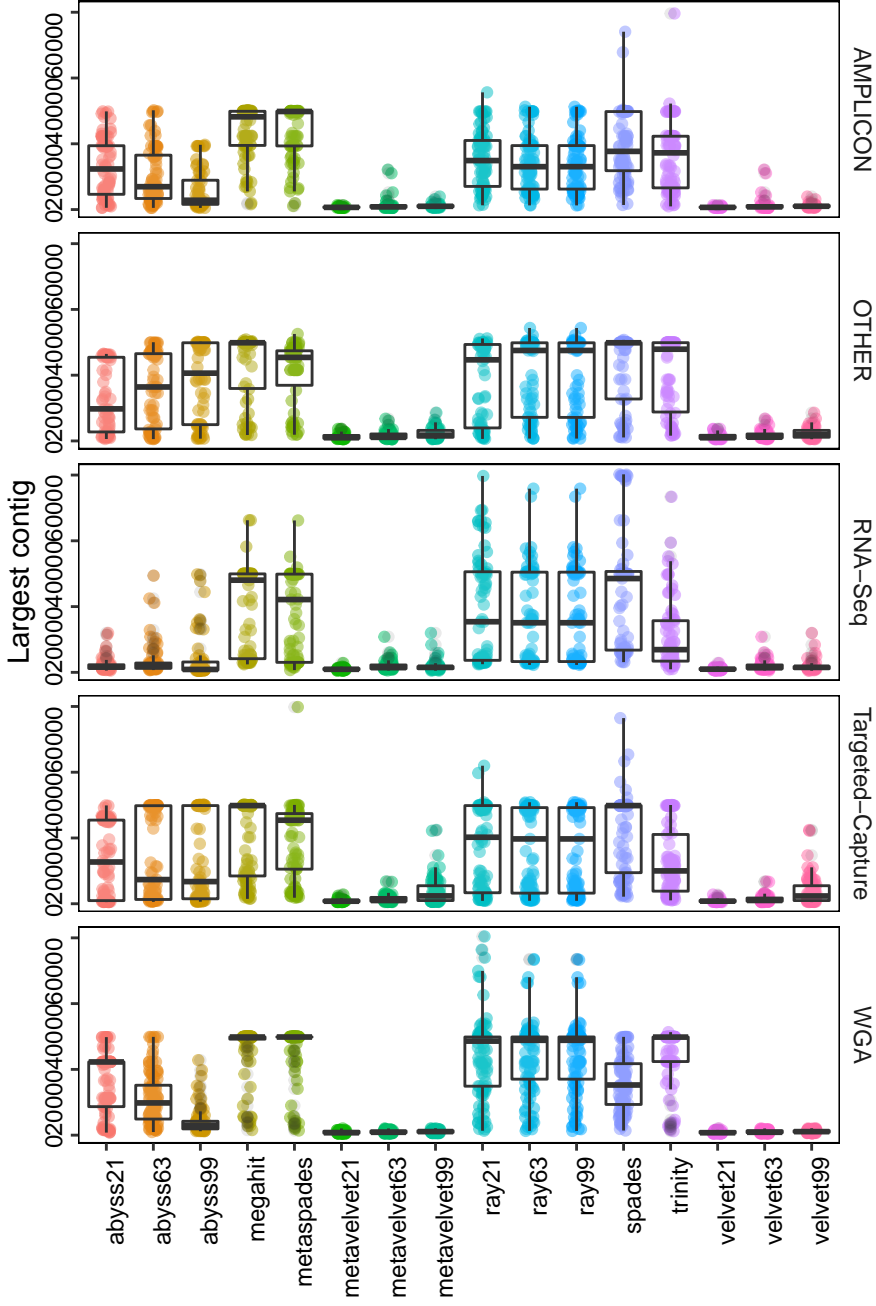 Largest contig
0200004000060000
AMPLICON
0200004000060000
OTHER
0200004000060000
RNA−Seq
0200004000060000
Targeted−Capture
0200004000060000
WGA
abyss21
abyss63
abyss99
megahit
metaspades
metavelvet21
metavelvet63
metavelvet99
ray21
ray63
ray99
spades
trinity
velvet21
velvet63
velvet99